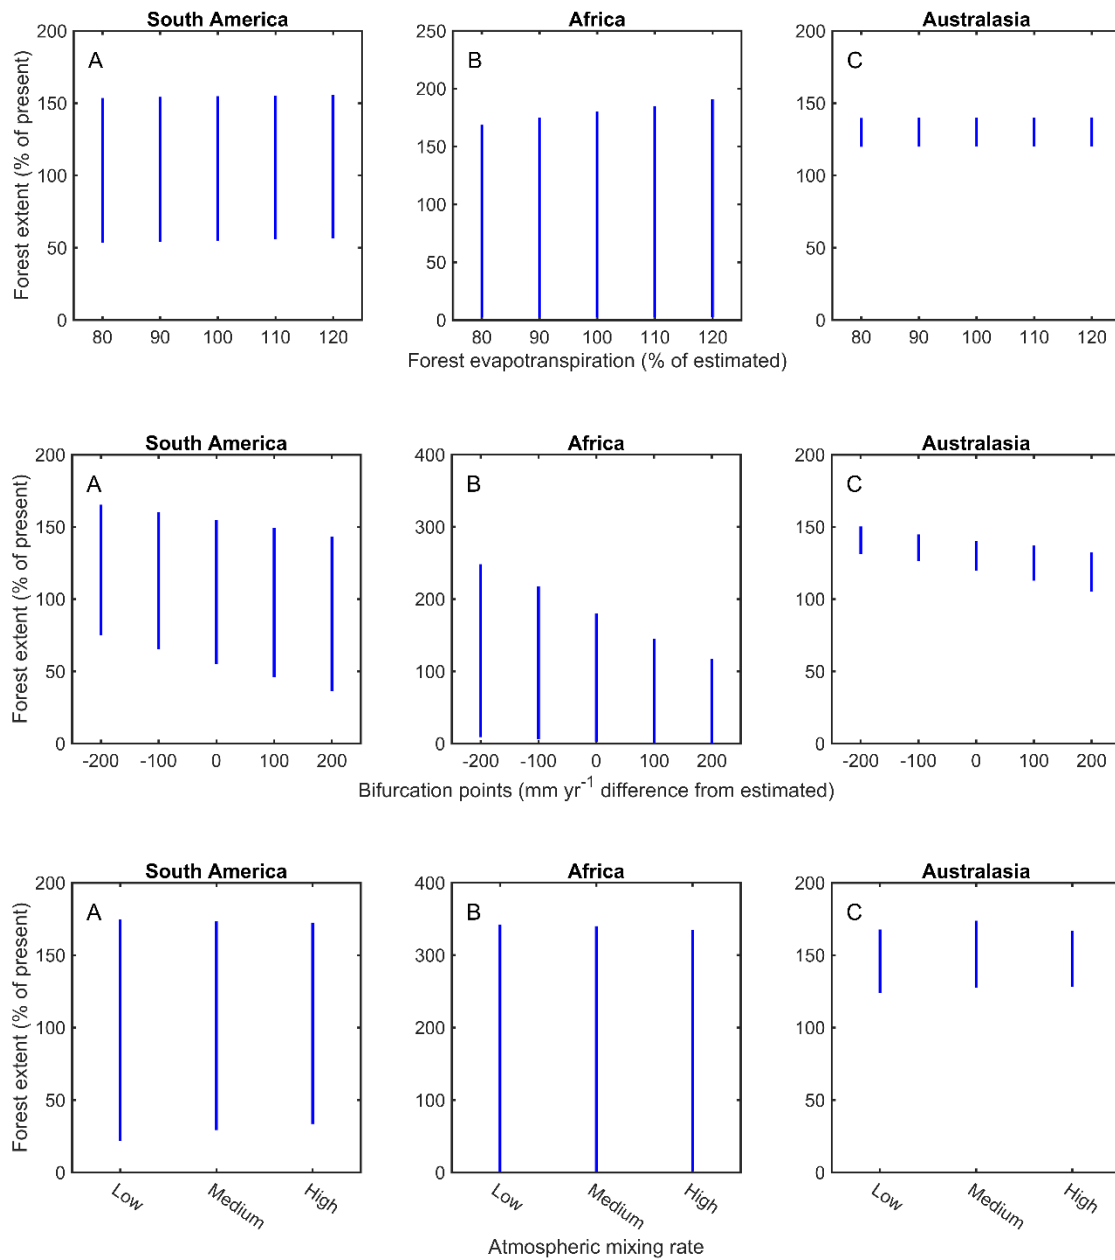 South America
Africa
Australasia
A
B
C
200
150
100
50
0
250
200
150
100
50
0
200
150
100
50
0
Forest extent (% of present)
80 90 100 110 120
80 90 100 110 120
80 90 100 110 120
Forest evapotranspiration (% of estimated)
South America
Africa
Australasia
A
B
C
200
150
100
50
0
400
300
200
100
0
200
150
100
50
0
Forest extent (% of present)
-200 -100 0 100 200
-200 -100 0 100 200
-200 -100 0 100 200
Bifurcation points (mm yr-1 difference from estimated)
South America
Africa
Australasia
A
B
C
200
150
100
50
0
400
300
200
100
0
200
150
100
50
0
Forest extent (% of present)
Low Medium High
Low Medium High
Low Medium High
Atmospheric mixing rate